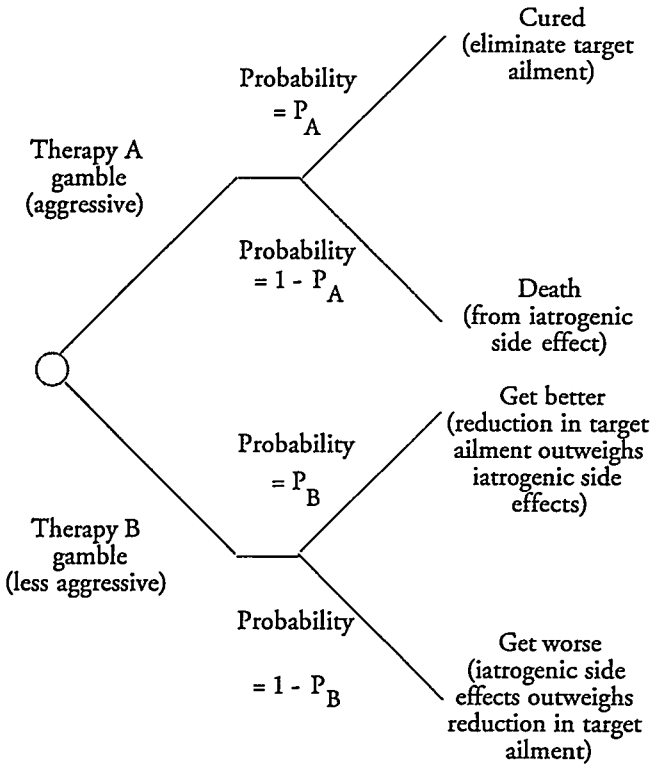 Cured
(eliminate target
ailment)
Probability
= P_A
Therapy A
gamble
(aggressive)
Probability
= 1 - P_A
Death
(from iatrogenic
side effect)
Get better
(reduction in target
ailment outweighs
iatrogenic side
effects)
Probability
= P_B
Therapy B
gamble
(less aggressive)
Probability
= 1 - P_B
Get worse
(iatrogenic side
effects outweighs
reduction in target
ailment)